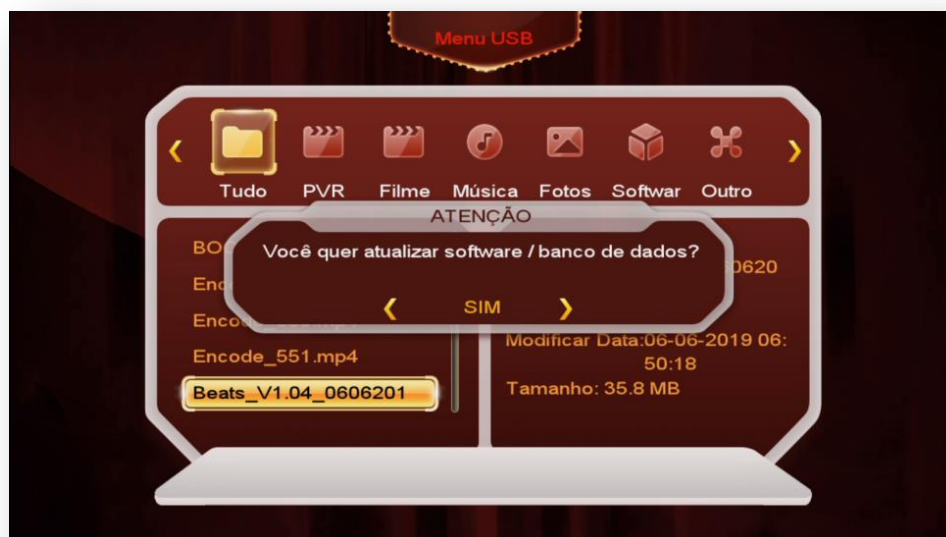 Menu USB
Tudo PVR Filme Música Fotos Softwar Outro
ATENÇÃO
Você quer atualizar software / banco de dados?
SIM
Encode_551.mp4
Beats_V1.04_0606201
0620
Modificar Data:06-06-2019 06:
50:18
Tamanho: 35.8 MB